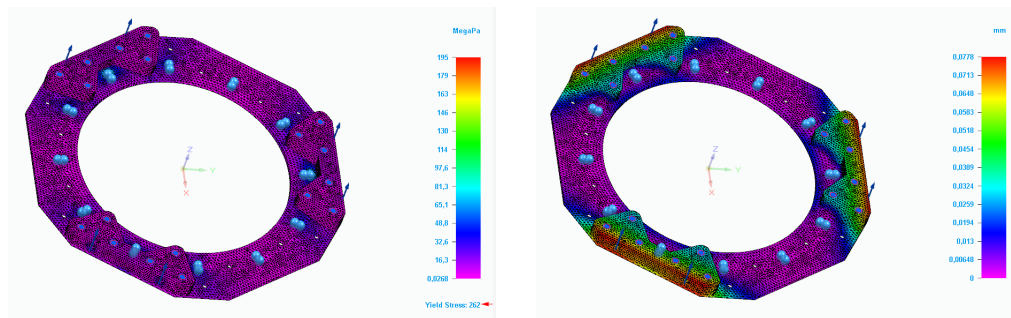 MegaPa
195
179
163
146
130
114
97,6
81,3
65,1
48,8
32,6
16,3
0,0268
Yield Stress: 262
Z
Y
X
mm
0,0778
0,0713
0,0648
0,0583
0,0518
0,0454
0,0389
0,0324
0,0259
0,0194
0,013
0,00648
0
Z
Y
X